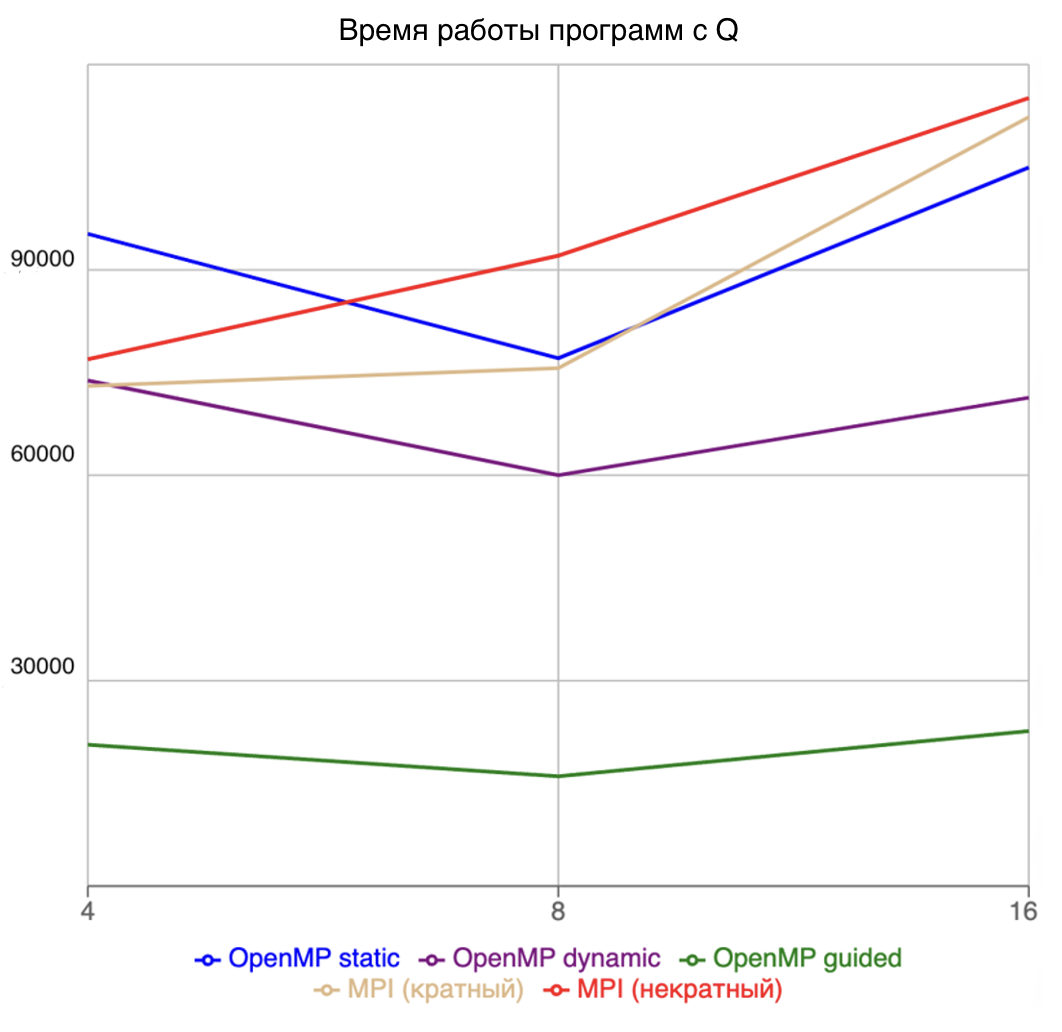 Время работы программ с Q
90000
60000
30000
4 8 16
OpenMP static OpenMP dynamic OpenMP guided
MPI (кратный) MPI (некратный)